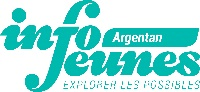 info Argentan
jeunes
EXPLORER LES POSSIBLES